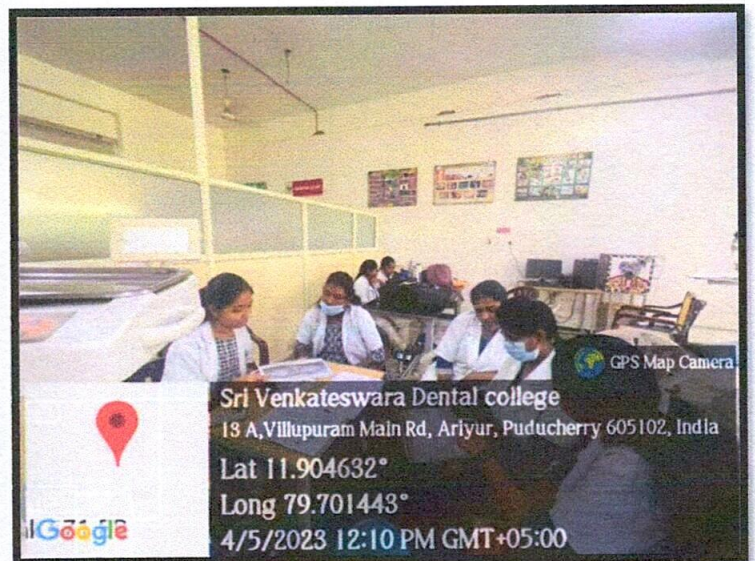 GPS Map Camera
Sri Venkateswara Dental college
13 A,Villupuram Main Rd, Ariyur, Puducherry 605102, India
Lat 11.904632°
Long 79.701443°
4/5/2023 12:10 PM GMT+05:00
Google